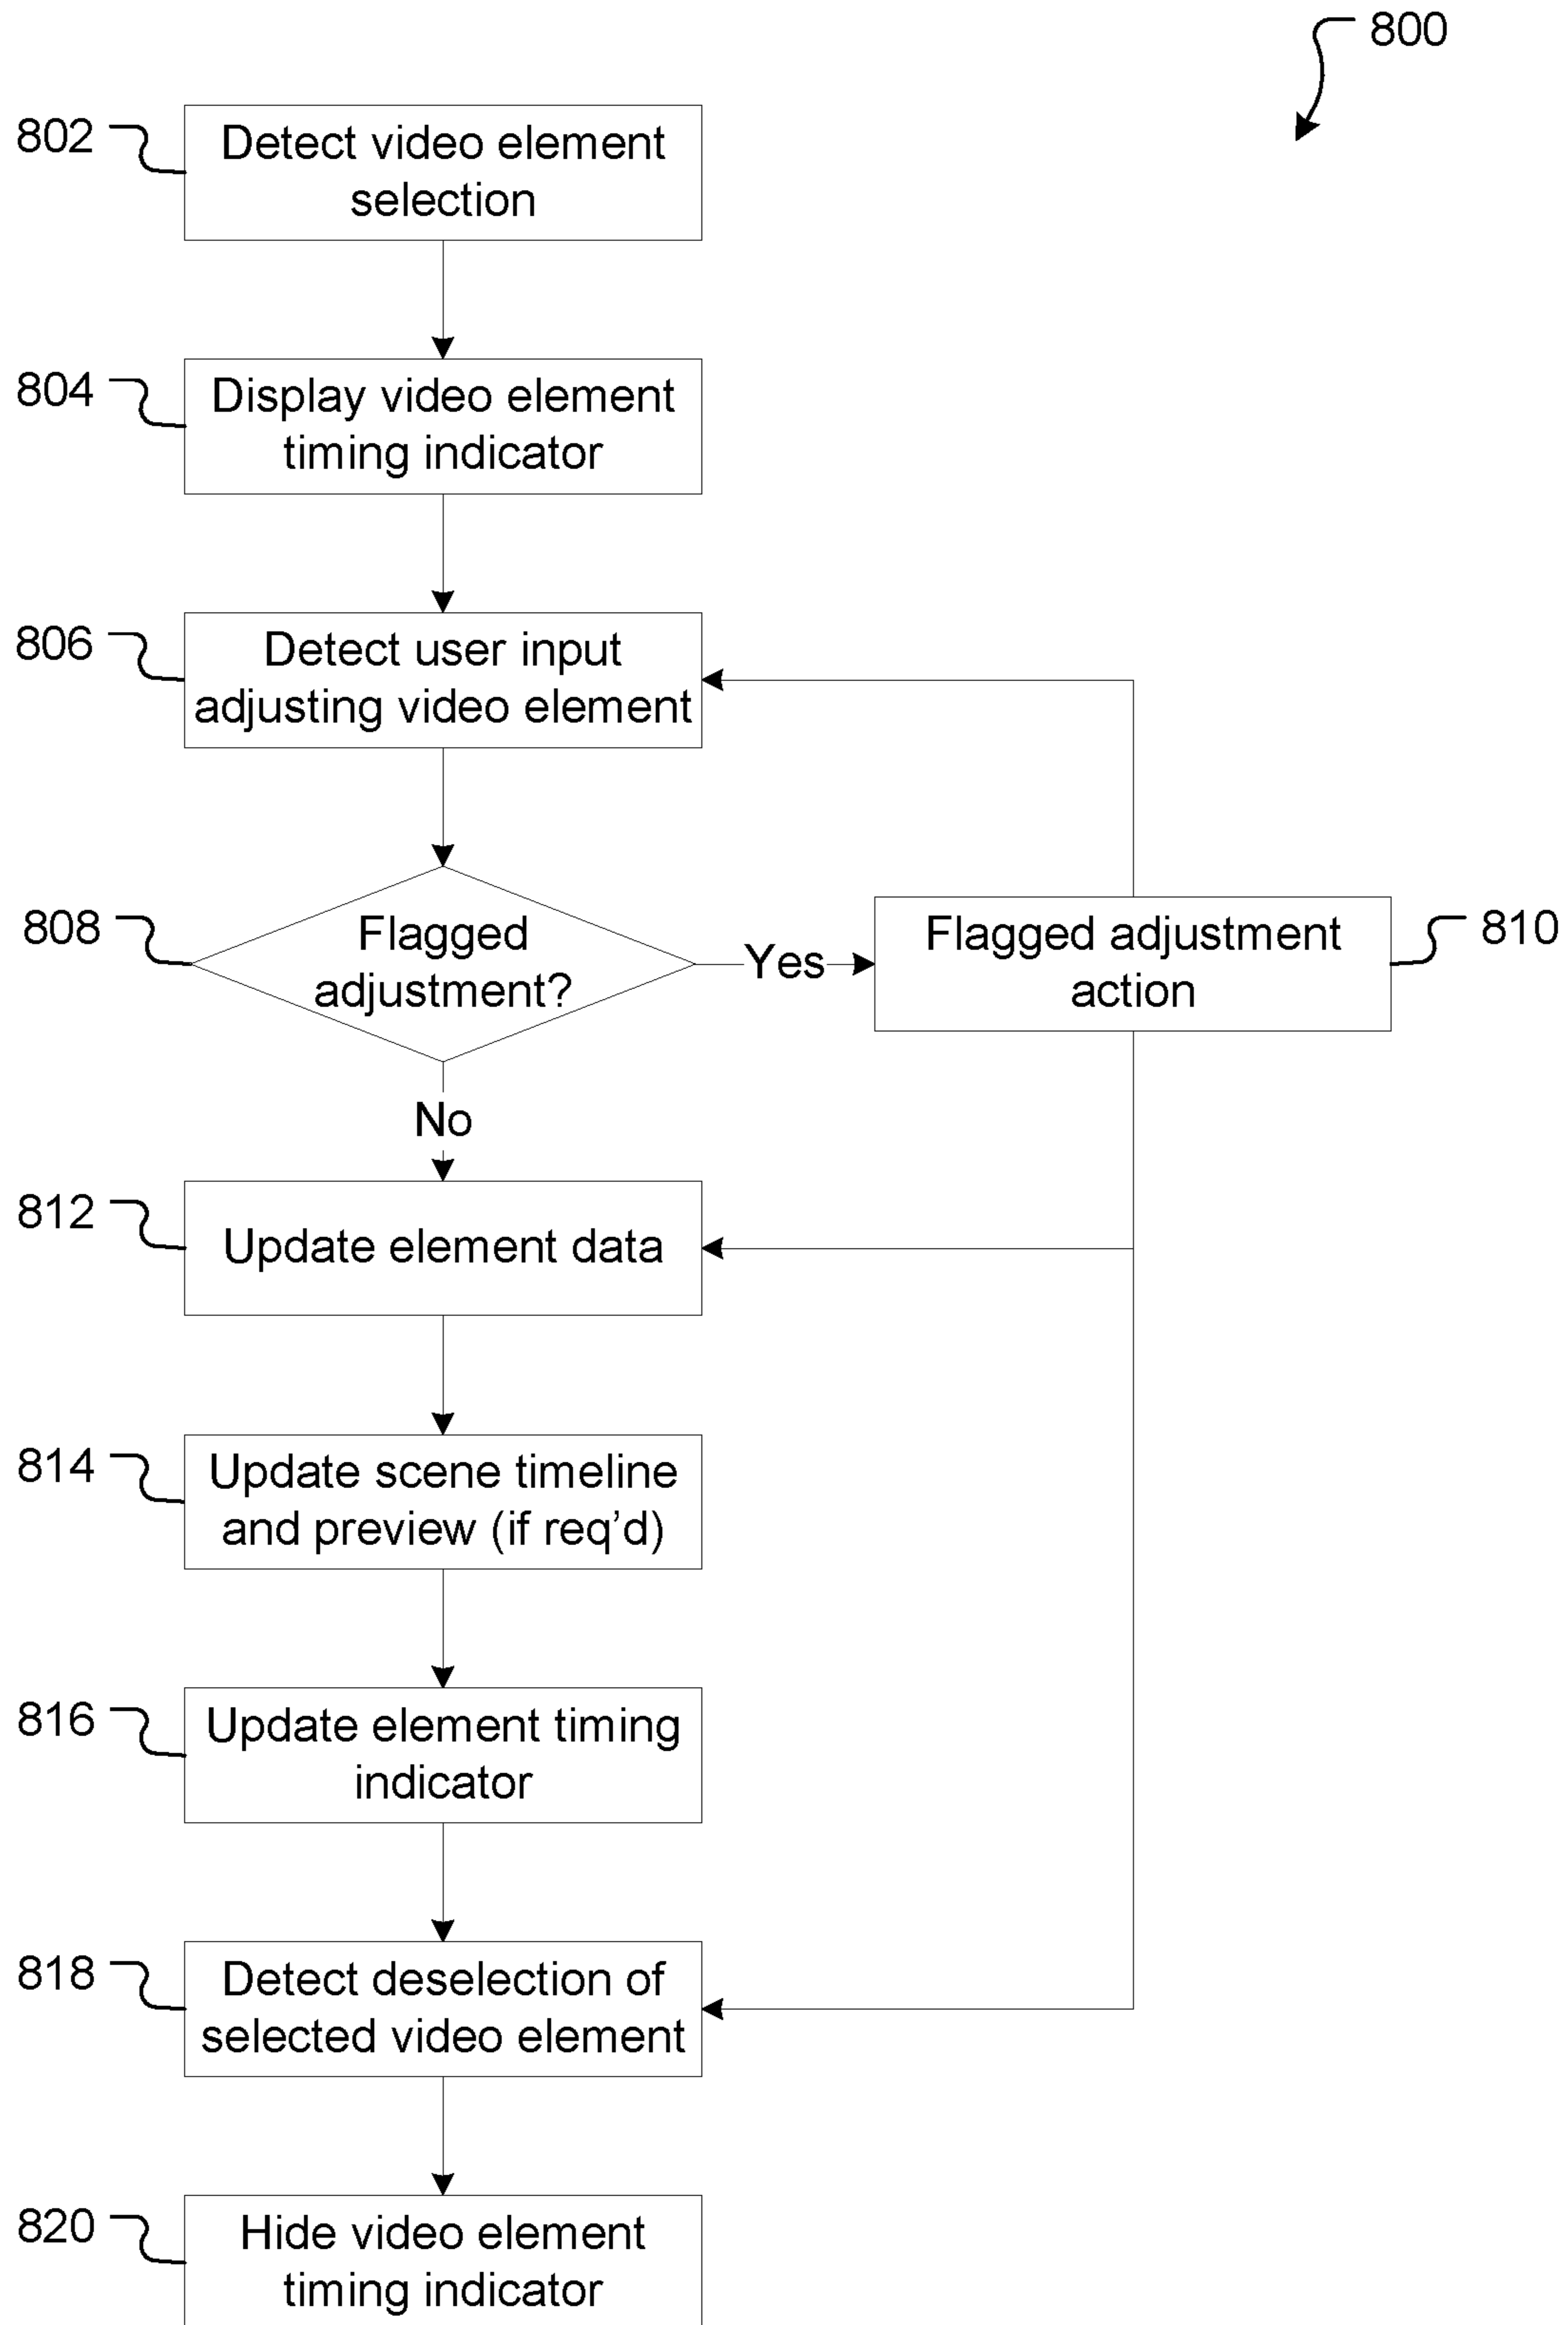 800
802
Detect video element
selection
804
Display video element
timing indicator
806
Detect user input
adjusting video element
808
Flagged
adjustment?
Yes
Flagged adjustment
action
810
No
812
Update element data
814
Update scene timeline
and preview (if req’d)
816
Update element timing
indicator
818
Detect deselection of
selected video element
820
Hide video element
timing indicator